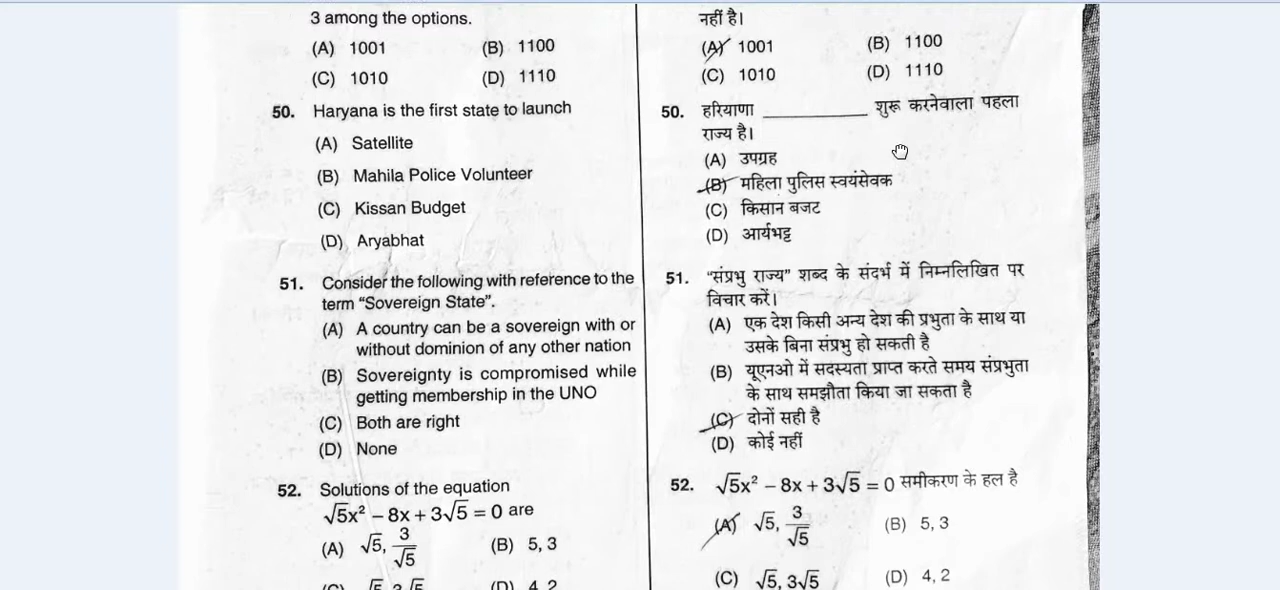 3 among the options.
(A) 1001 (B) 1100
(C) 1010 (D) 1110
50. Haryana is the first state to launch
(A) Satellite
(B) Mahila Police Volunteer
(C) Kissan Budget
(D) Aryabhat
51. Consider the following with reference to the
term “Sovereign State”.
(A) A country can be a sovereign with or
without dominion of any other nation
(B) Sovereignty is compromised while
getting membership in the UNO
(C) Both are right
(D) None
52. Solutions of the equation
√5x² – 8x + 3√5 = 0 are
(A) √5, 3/√5 (B) 5, 3
(D) 4, 2
नहीं है।
(A) 1001 (B) 1100
(C) 1010 (D) 1110
50. हरियाणा __________ शुरू करनेवाला पहला
राज्य है।
(A) उपग्रह
(B) महिला पुलिस स्वयंसेवक
(C) किसान बजट
(D) आर्यभट्ट
51. “संप्रभु राज्य” शब्द के संदर्भ में निम्नलिखित पर
विचार करें।
(A) एक देश किसी अन्य देश की प्रभुता के साथ या
उसके बिना संप्रभु हो सकती है
(B) यूएनओ में सदस्यता प्राप्त करते समय संप्रभुता
के साथ समझौता किया जा सकता है
(C) दोनों सही है
(D) कोई नहीं
52. √5x² – 8x + 3√5 = 0 समीकरण के हल है
(A) √5, 3/√5 (B) 5, 3
(C) √5, 3√5 (D) 4, 2